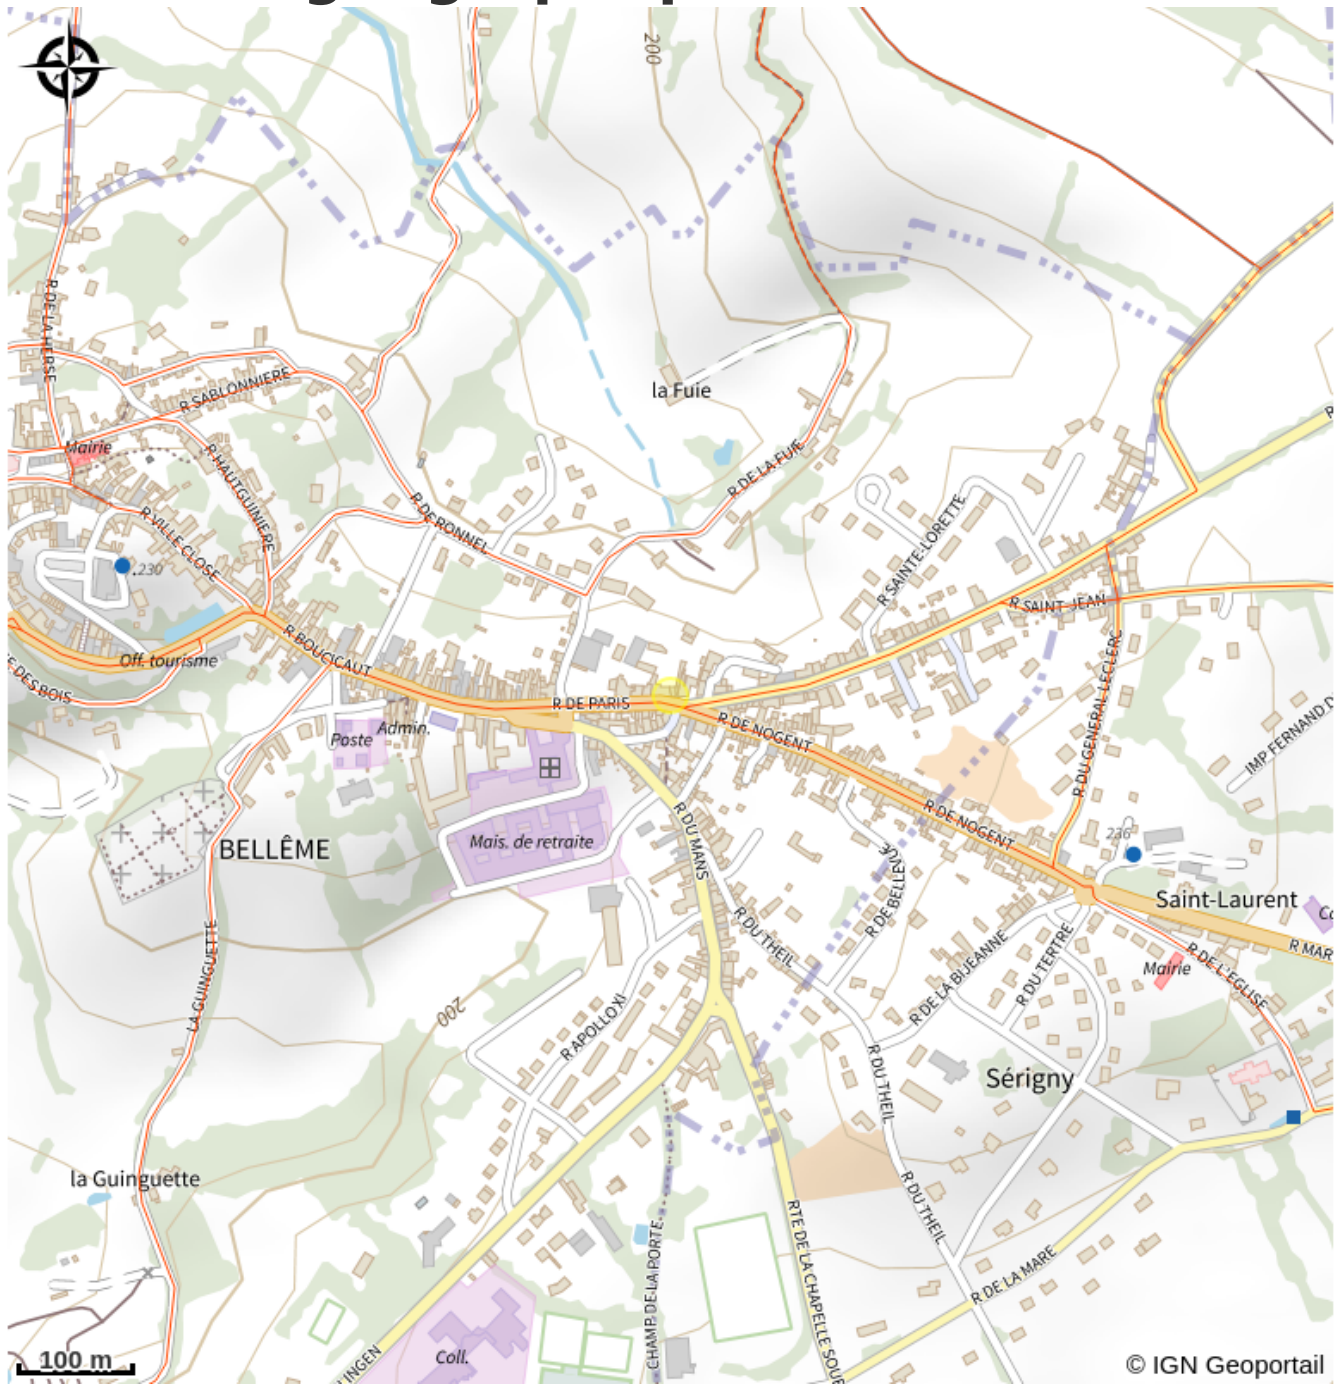 200
R DE LA HERSE
la Fuie
R SABLONNIERE
Mairie
R HAUTGUINIERE
R DE LA FUIE
R DE RONNEL
R VILLE CLOSE
R SAINTE-LORETTE
.230
R SAINT-JEAN
R BOUCICAUT
Off. tourisme
E DES BOIS
R DE PARIS
R DU GENERAL LECLERC
R DE NOGENT
Admin.
Poste
IMP FERNAND D
R DE NOGENT
R DU MANS
236
Mais. de retraite
BELLÊME
R DE BELLEVUE
Saint-Laurent
R DU THEIL
R MAR
LA GUINGUETTE
R DE LA BIJEANNE
R DU TERTRE
Mairie
R DE L'EGLISE
200
R APOLLO XI
R DU THEIL
Sérigny
la Guinguette
R DU THEIL
RTE DE LA CHAPELLE SOUE
CHAMP DE LA PORTE
R DE LA MARE
LINGEN
Coll.
100 m
© IGN Geoportail